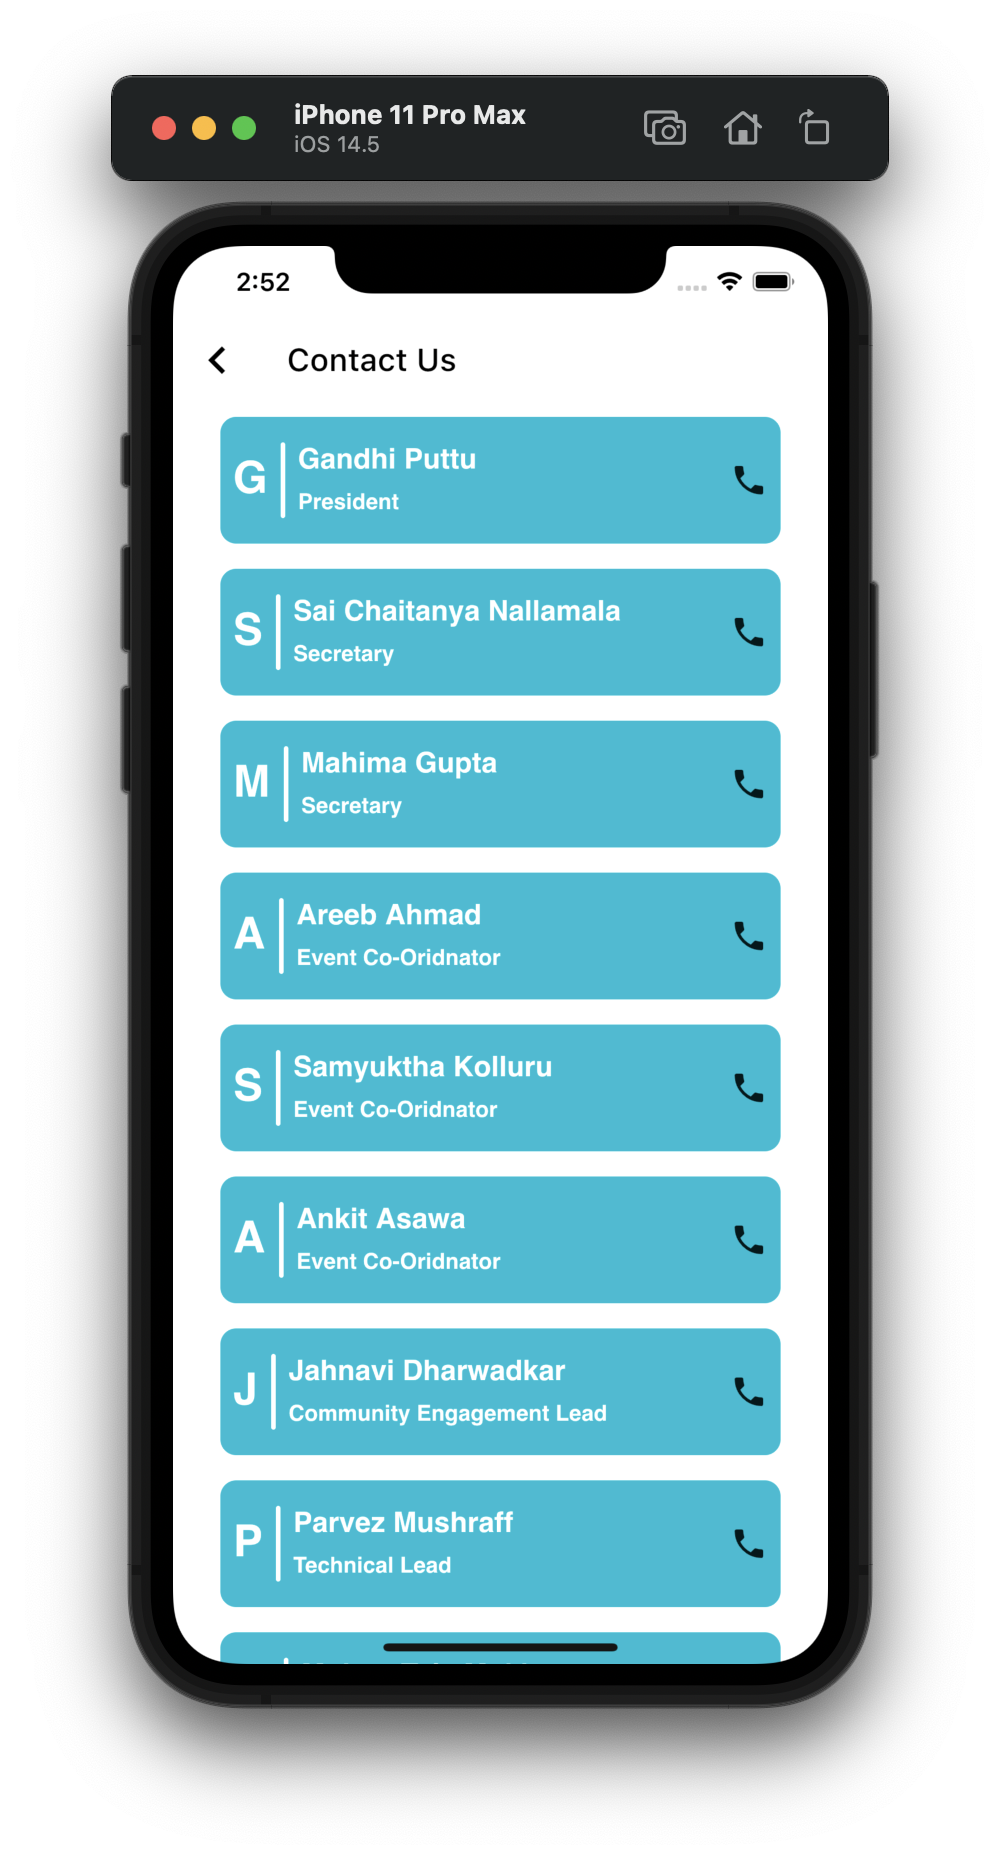 iPhone 11 Pro Max
iOS 14.5
2:52
Contact Us
G
Gandhi Puttu
President
S
Sai Chaitanya Nallamala
Secretary
M
Mahima Gupta
Secretary
A
Areeb Ahmad
Event Co-Oridnator
S
Samyuktha Kolluru
Event Co-Oridnator
A
Ankit Asawa
Event Co-Oridnator
J
Jahnavi Dharwadkar
Community Engagement Lead
P
Parvez Mushraff
Technical Lead